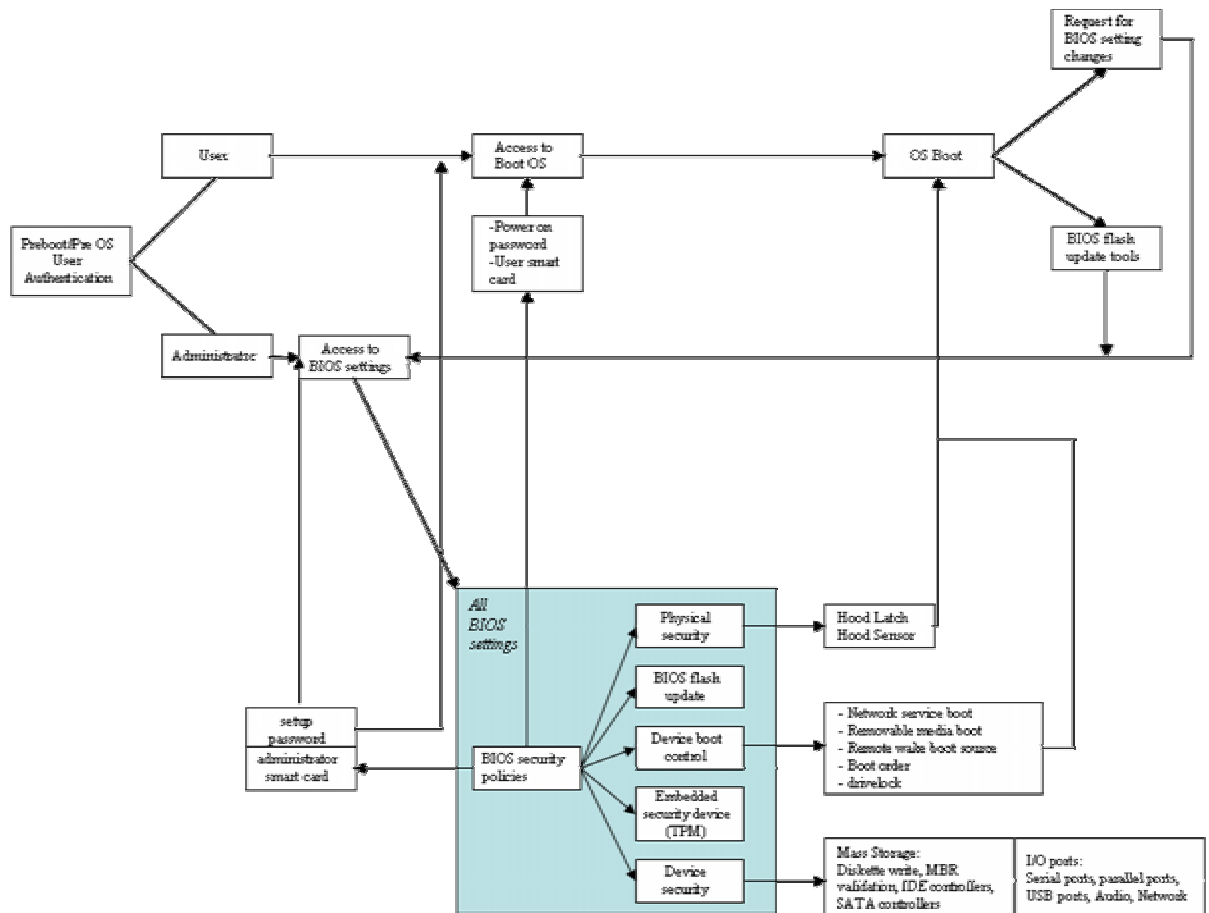 Request for
BIOS setting
changes
User
Access to
Boot OS
OS Boot
Preboot/Pre OS
User
Authentication
-Power on
password
-User smart
card
BIOS flash
update tools
Administrator
Access to
BIOS settings
All
BIOS
settings
Physical
security
Hood Latch
Hood Sensor
BIOS flash
update
setup
password
administrator
smart card
BIOS security
policies
Device boot
control
- Network service boot
- Removable media boot
- Remote wake boot source
- Boot order
- drivelock
Embedded
security device
(TPM)
Device
security
Mass Storage:
Diskette write, MBR
validation, IDE controllers,
SATA controllers
I/O ports:
Serial ports, parallel ports,
USB ports, Audio, Network